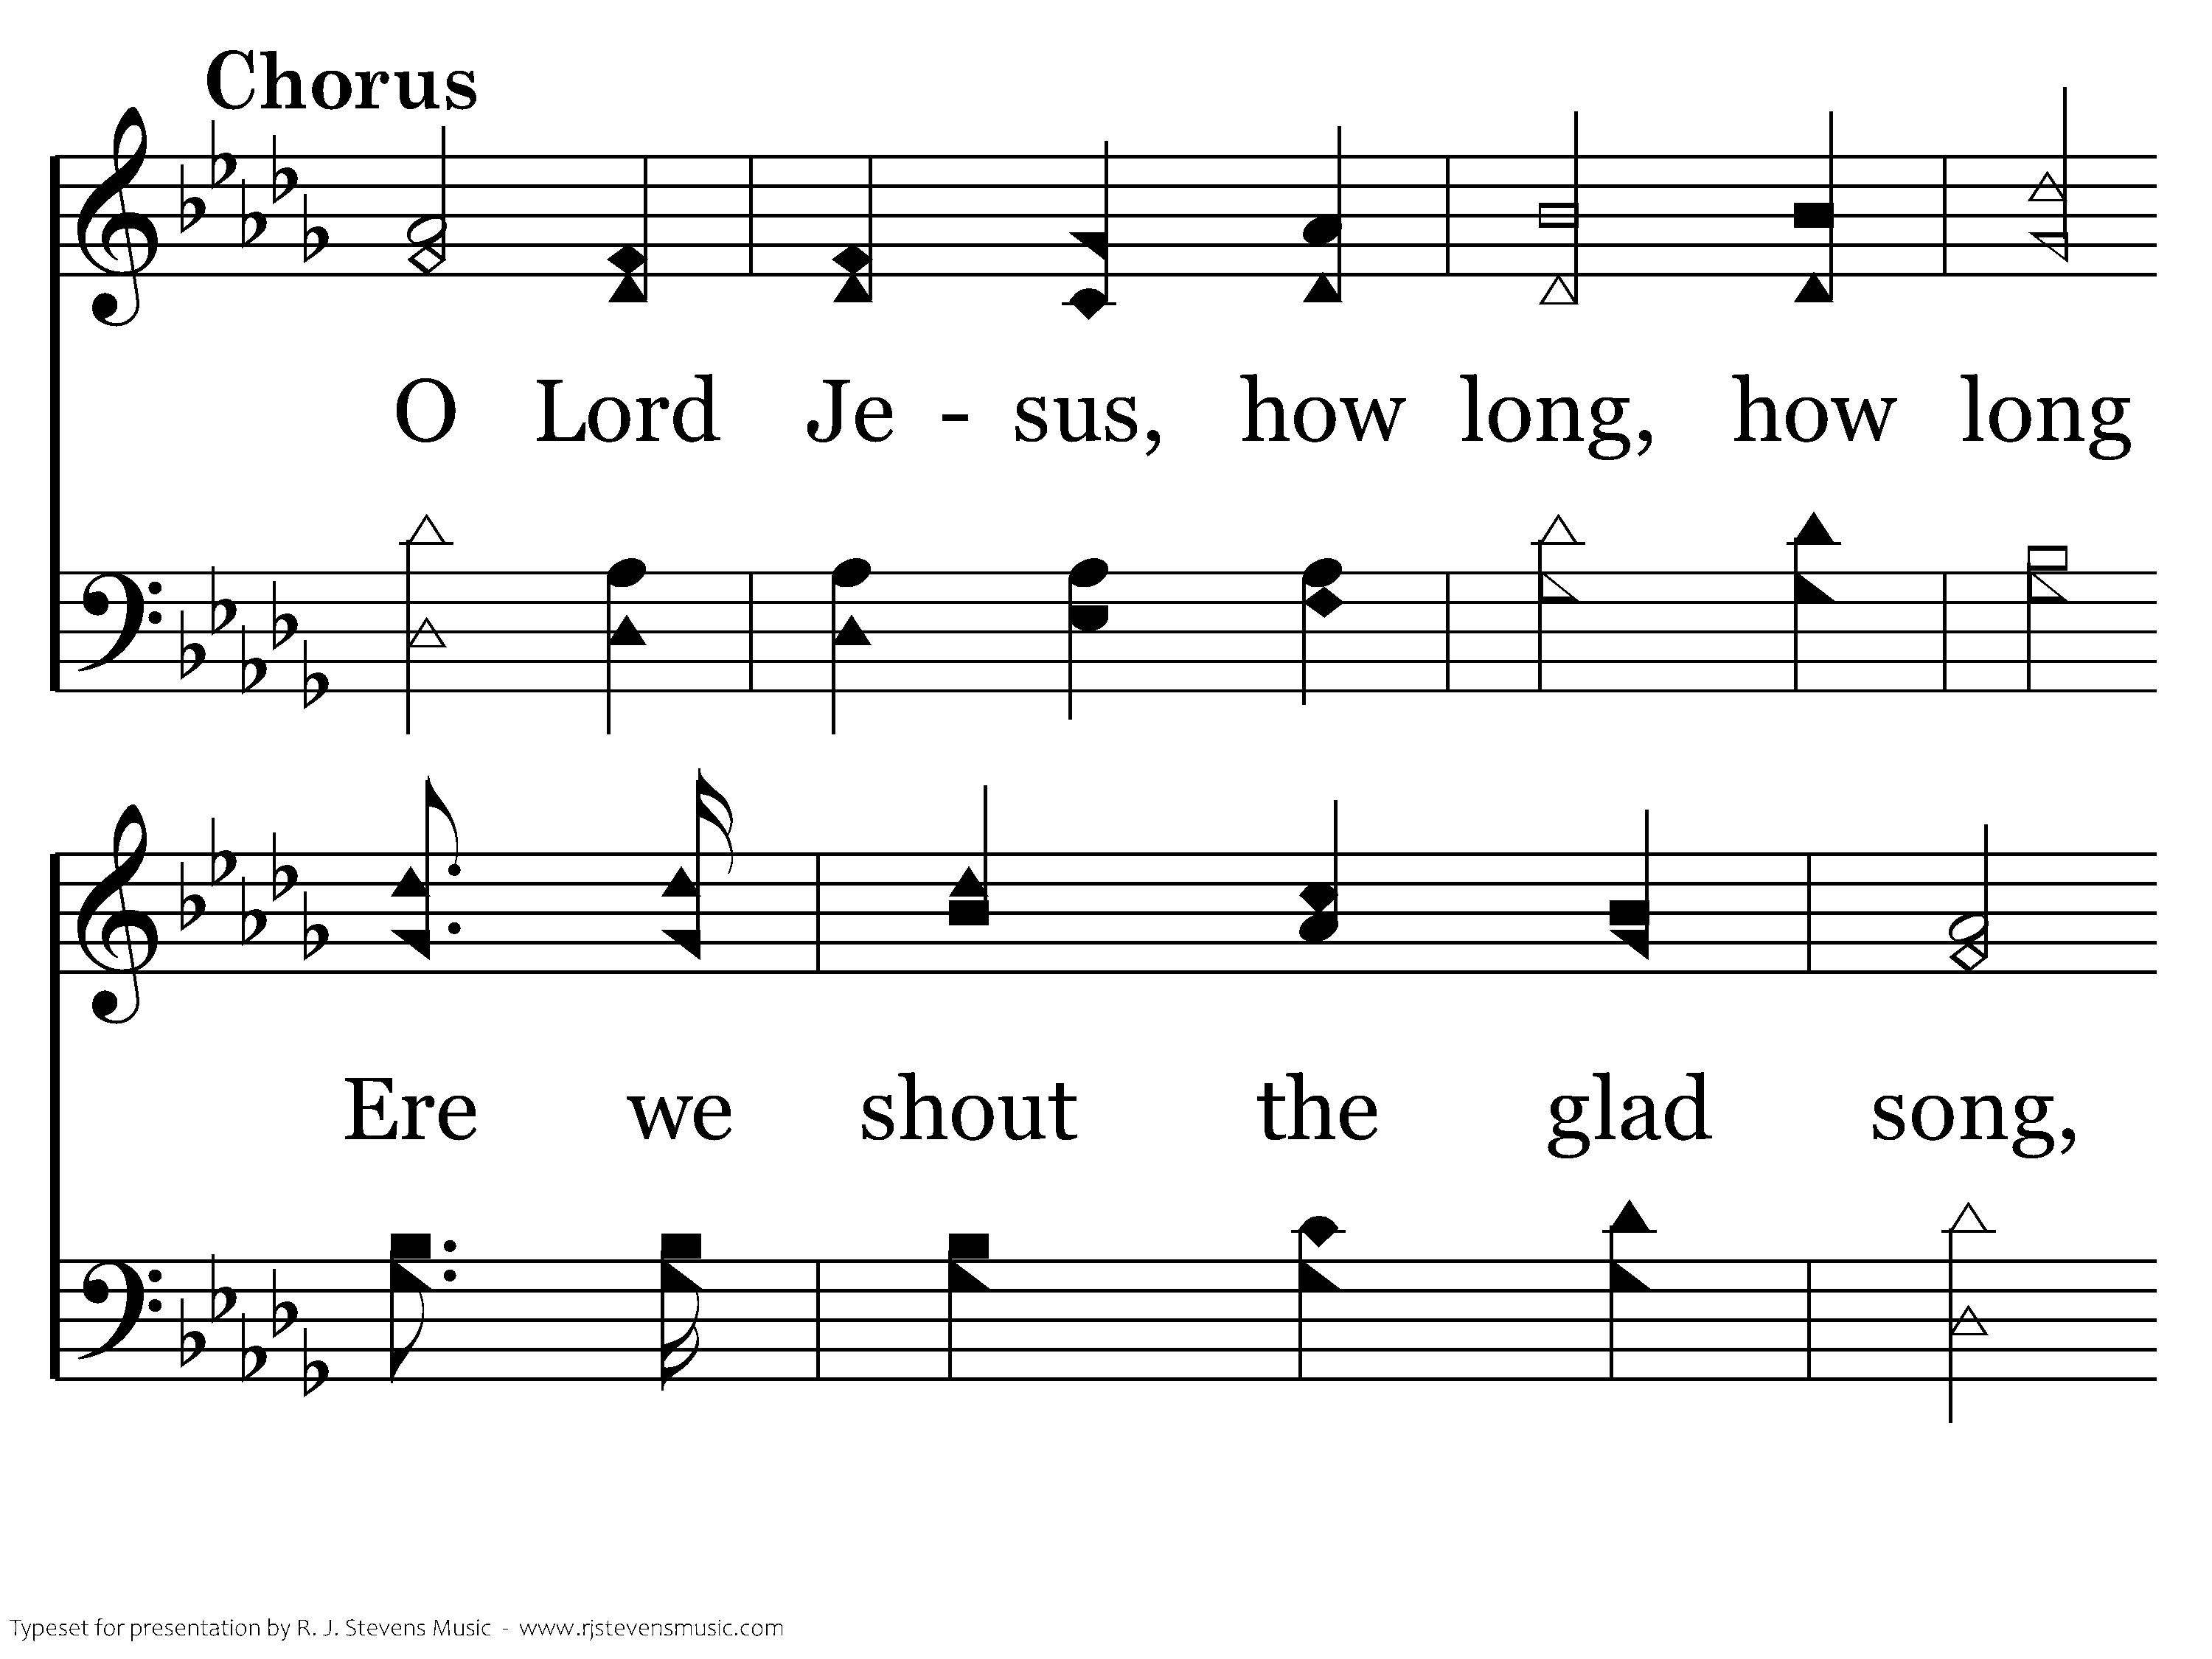 Chorus
O Lord Je - sus, how long, how long
Ere we shout the glad song,
Typeset for presentation by R. J. Stevens Music - www.rjstevensmusic.com